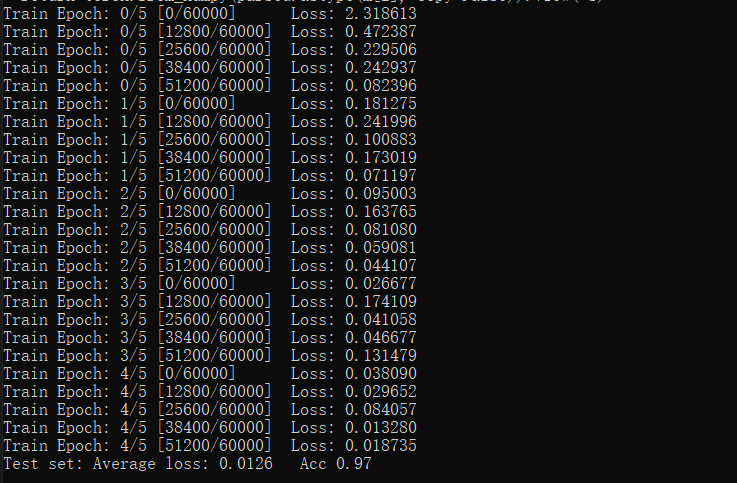 Train Epoch: 0/5 [0/60000] Loss: 2.318613
Train Epoch: 0/5 [12800/60000] Loss: 0.472387
Train Epoch: 0/5 [25600/60000] Loss: 0.229506
Train Epoch: 0/5 [38400/60000] Loss: 0.242937
Train Epoch: 0/5 [51200/60000] Loss: 0.082396
Train Epoch: 1/5 [0/60000] Loss: 0.181275
Train Epoch: 1/5 [12800/60000] Loss: 0.241996
Train Epoch: 1/5 [25600/60000] Loss: 0.100883
Train Epoch: 1/5 [38400/60000] Loss: 0.173019
Train Epoch: 1/5 [51200/60000] Loss: 0.071197
Train Epoch: 2/5 [0/60000] Loss: 0.095003
Train Epoch: 2/5 [12800/60000] Loss: 0.163765
Train Epoch: 2/5 [25600/60000] Loss: 0.081080
Train Epoch: 2/5 [38400/60000] Loss: 0.059081
Train Epoch: 2/5 [51200/60000] Loss: 0.044107
Train Epoch: 3/5 [0/60000] Loss: 0.026677
Train Epoch: 3/5 [12800/60000] Loss: 0.174109
Train Epoch: 3/5 [25600/60000] Loss: 0.041058
Train Epoch: 3/5 [38400/60000] Loss: 0.046677
Train Epoch: 3/5 [51200/60000] Loss: 0.131479
Train Epoch: 4/5 [0/60000] Loss: 0.038090
Train Epoch: 4/5 [12800/60000] Loss: 0.029652
Train Epoch: 4/5 [25600/60000] Loss: 0.084057
Train Epoch: 4/5 [38400/60000] Loss: 0.013280
Train Epoch: 4/5 [51200/60000] Loss: 0.018735
Test set: Average loss: 0.0126 Acc 0.97